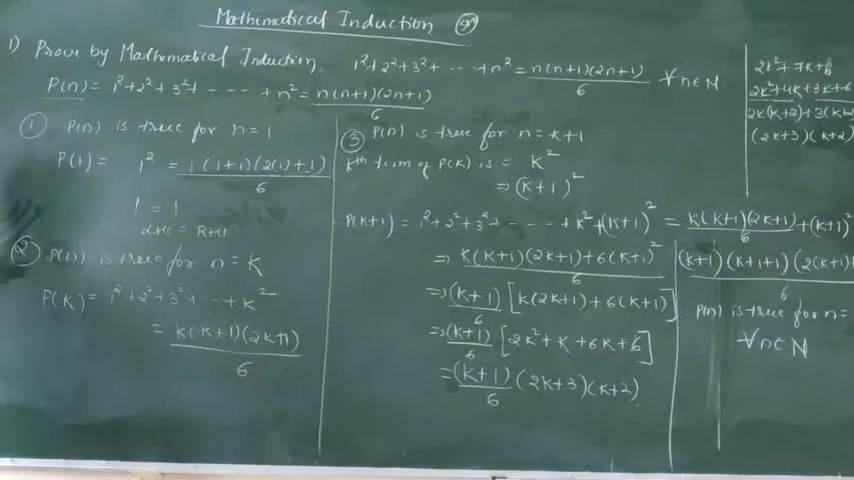 Mathematical Induction
1) Prove by Mathematical Induction. 1²+2²+3²+ - - - +n² = n(n+1)(2n+1)/6 ∀n∈N.
P(n) = 1²+2²+3²+ - - - - + n² = n(n+1)(2n+1)/6
① P(n) is true for n=1
P(1) = 1² = 1(1+1)(2(1)+1)/6
1 = 1
② P(n) is true for n=K
P(K) = 1²+2²+3²+ - - - +K²
= K(K+1)(2K+1)/6
③ P(n) is true for n=k+1
Kth term of P(K) is = K²
⇒ (K+1)²
P(K+1) = 1²+2²+3²+ - - - - +K²+(K+1)² = K(K+1)(2K+1)/6 +(K+1)²
⇒ K(K+1)(2K+1)+6(K+1)²/6
⇒ (K+1)/6 [K(2K+1)+6(K+1)]
⇒ (K+1)/6 [2K²+K+6K+6]
= (K+1)/6 (2K+3)(K+2)
2K²+7K+6
2K²+4K+3K+6
2K(K+2)+3(K+2)
(2K+3)(K+2)
(K+1)(K+1+1)(2(K+1)+/6
P(n) is true for n=
∀n∈N